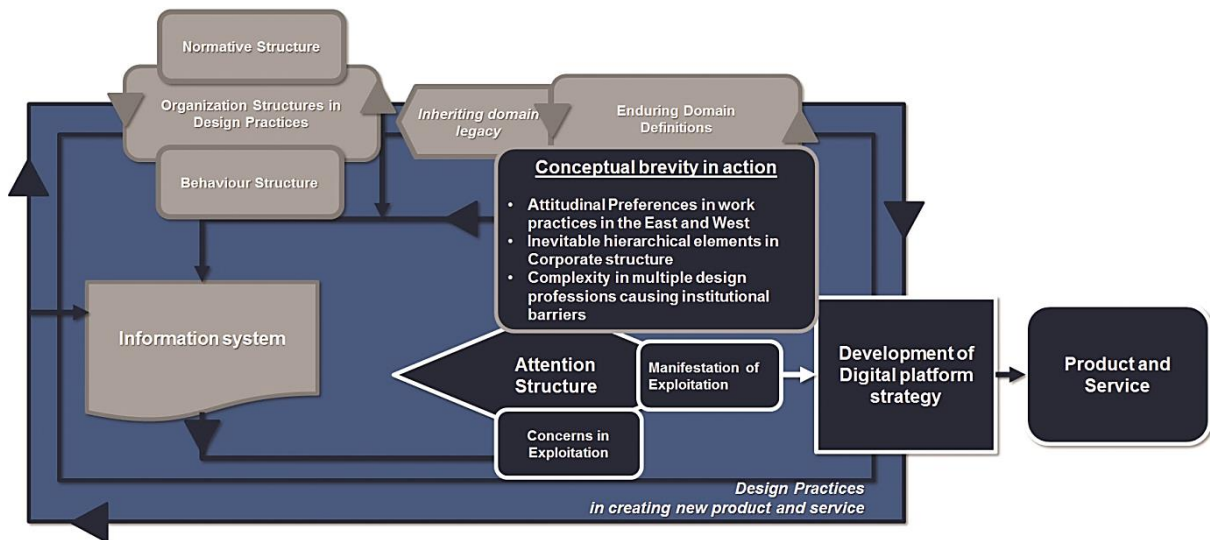 Normative Structure
Organization Structures in
Design Practices
Behaviour Structure
Inheriting domain
legacy
Enduring Domain
Definitions
Conceptual brevity in action
• Attitudinal Preferences in work
practices in the East and West
• Inevitable hierarchical elements in
Corporate structure
• Complexity in multiple design
professions causing institutional
barriers
Information system
Attention
Structure
Manifestation of
Exploitation
Concerns in
Exploitation
Development of
Digital platform
strategy
Product and
Service
Design Practices
in creating new product and service